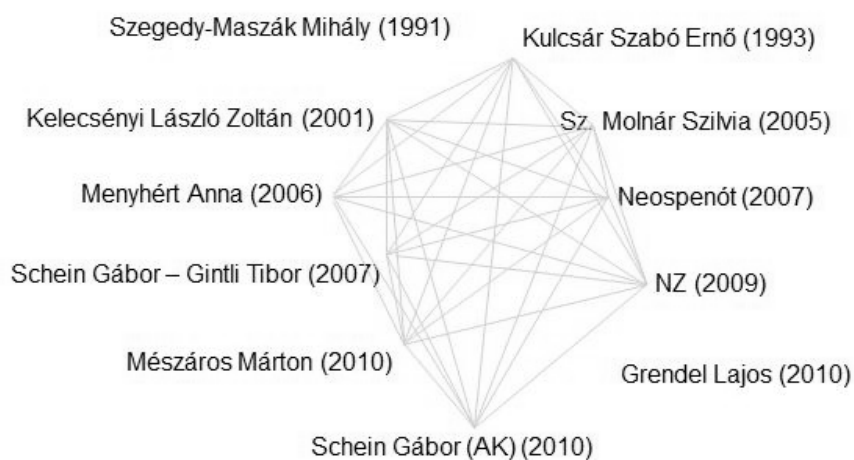 Szegedy-Maszák Mihály (1991)
Kulcsár Szabó Ernő (1993)
Kelecsényi László Zoltán (2001)
Sz. Molnár Szilvia (2005)
Menyhért Anna (2006)
Neospenót (2007)
Schein Gábor – Gintli Tibor (2007)
NZ (2009)
Mészáros Márton (2010)
Grendel Lajos (2010)
Schein Gábor (AK) (2010)